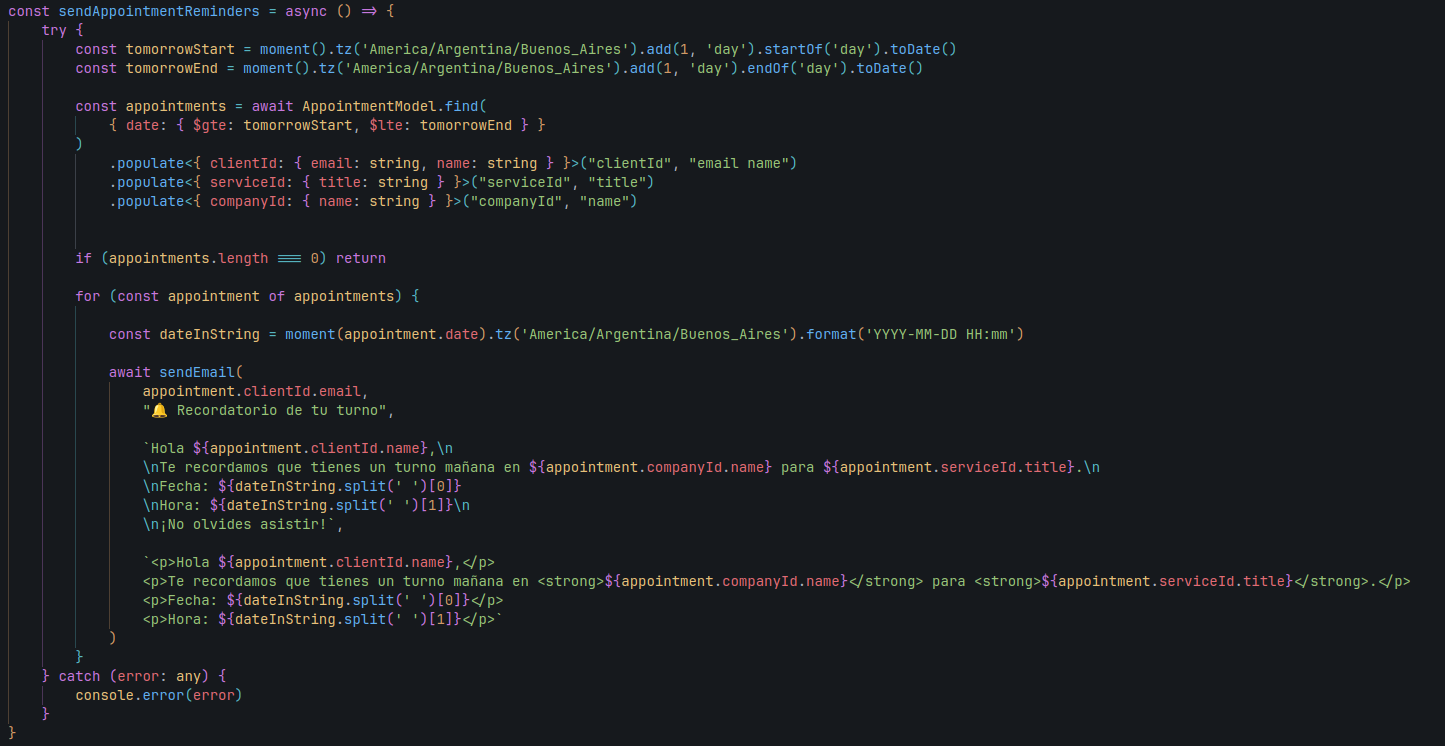 const sendAppointmentReminders = async () => {
try {
const tomorrowStart = moment().tz('America/Argentina/Buenos_Aires').add(1, 'day').startOf('day').toDate()
const tomorrowEnd = moment().tz('America/Argentina/Buenos_Aires').add(1, 'day').endOf('day').toDate()
const appointments = await AppointmentModel.find(
{ date: { $gte: tomorrowStart, $lte: tomorrowEnd } }
)
.populate<{ clientId: { email: string, name: string } }>("clientId", "email name")
.populate<{ serviceId: { title: string } }>("serviceId", "title")
.populate<{ companyId: { name: string } }>("companyId", "name")
if (appointments.length === 0) return
for (const appointment of appointments) {
const dateInString = moment(appointment.date).tz('America/Argentina/Buenos_Aires').format('YYYY-MM-DD HH:mm')
await sendEmail(
appointment.clientId.email,
"🔔 Recordatorio de tu turno",
`Hola ${appointment.clientId.name},\n
\nTe recordamos que tienes un turno mañana en ${appointment.companyId.name} para ${appointment.serviceId.title}.\n
\nFecha: ${dateInString.split(' ')[0]}
\nHora: ${dateInString.split(' ')[1]}\n
\n¡No olvides asistir!`,
`<p>Hola ${appointment.clientId.name},</p>
<p>Te recordamos que tienes un turno mañana en <strong>${appointment.companyId.name}</strong> para <strong>${appointment.serviceId.title}</strong>.</p>
<p>Fecha: ${dateInString.split(' ')[0]}</p>
<p>Hora: ${dateInString.split(' ')[1]}</p>`
)
}
} catch (error: any) {
console.error(error)
}
}